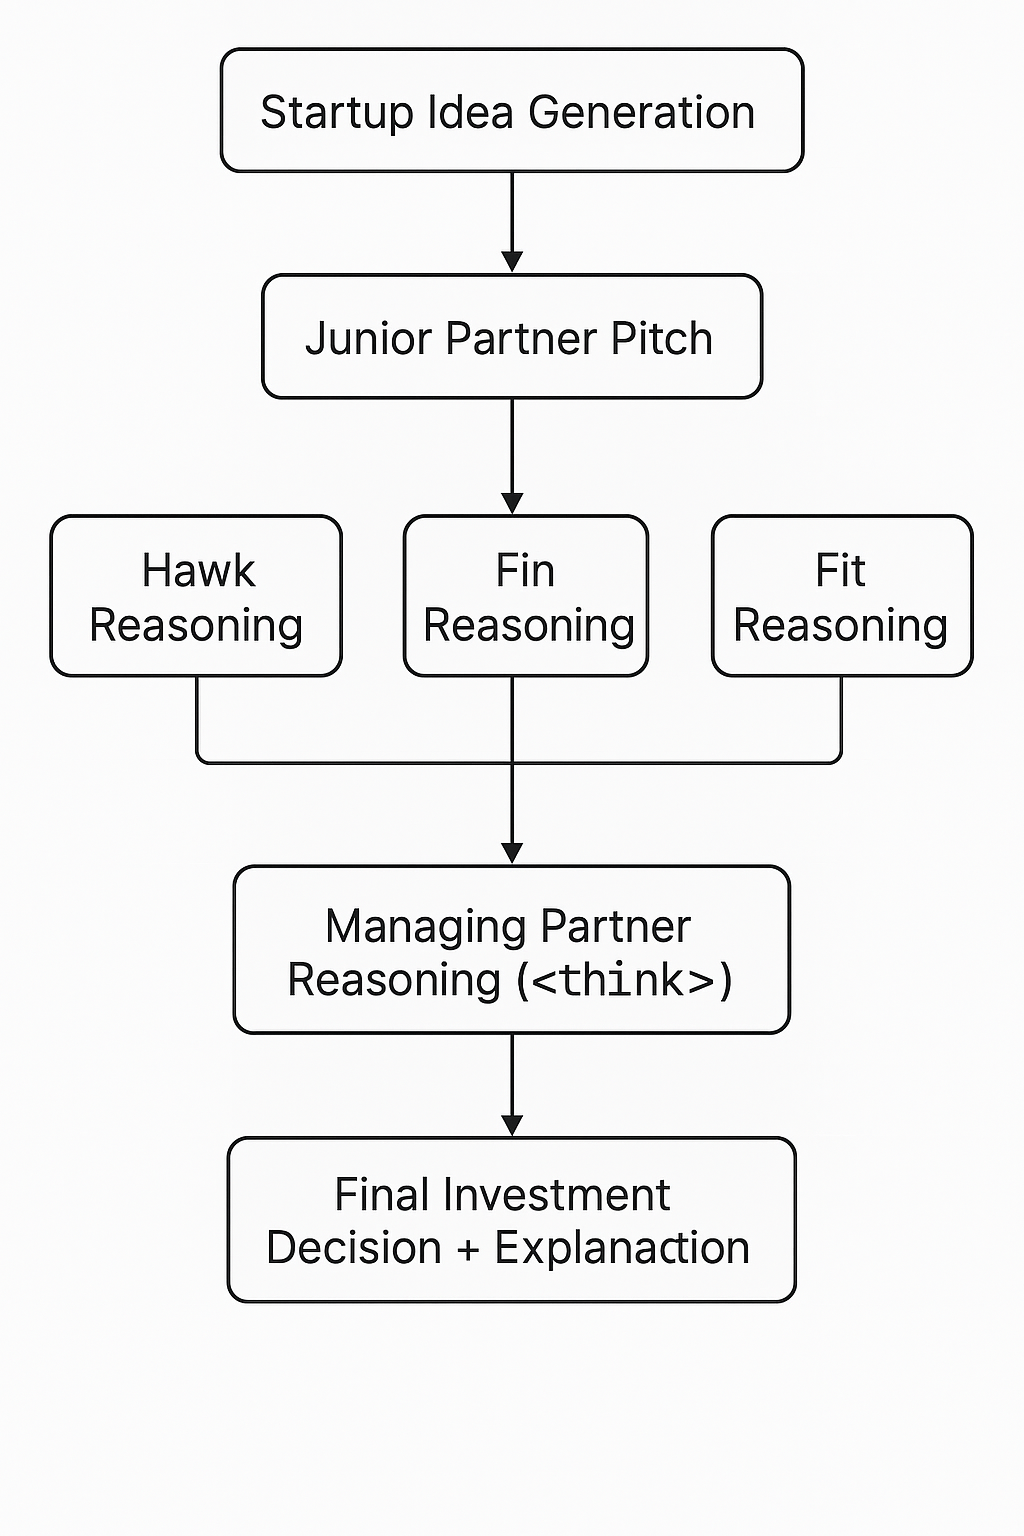 Startup Idea Generation
Junior Partner Pitch
Hawk
Reasoning
Fin
Reasoning
Fit
Reasoning
Managing Partner
Reasoning (<think>)
Final Investment
Decision + Explanaction